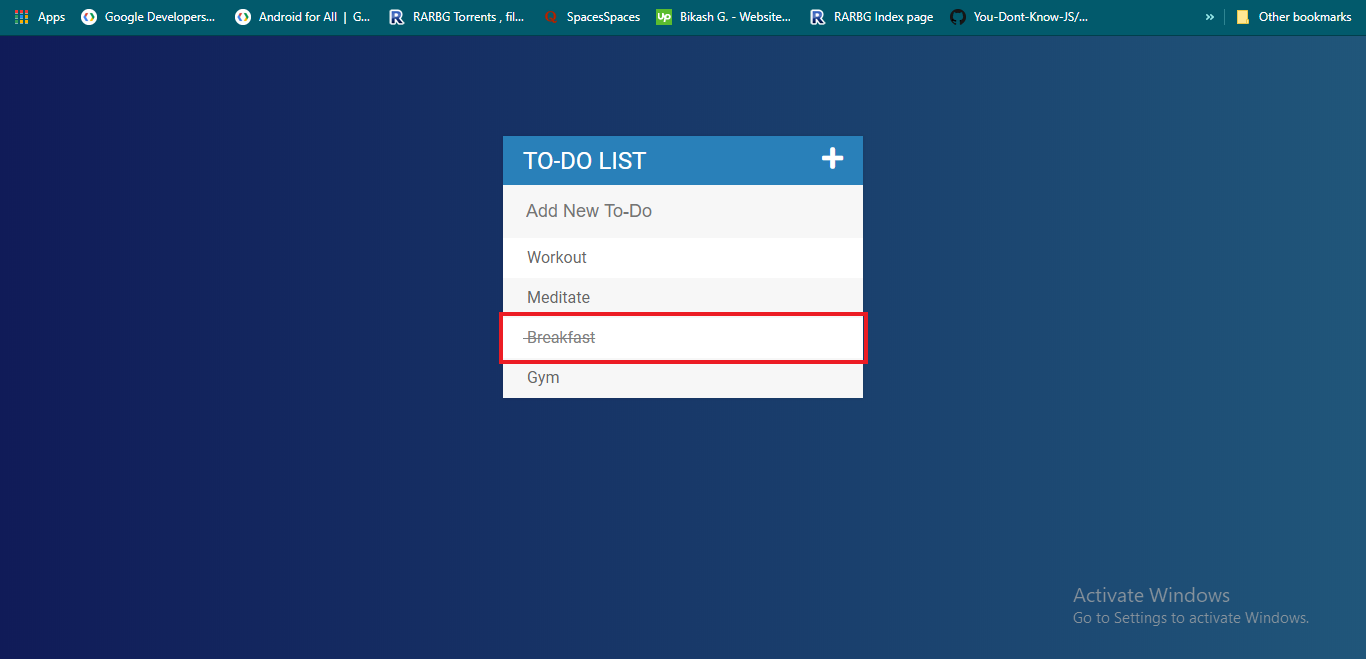 Apps Google Developers... Android for All | G... RARBG Torrents , fil... SpacesSpaces Up Bikash G. - Website... RARBG Index page You-Dont-Know-JS/... » Other bookmarks
TO-DO LIST
Add New To-Do
Workout
Meditate
Breakfast
Gym
Activate Windows
Go to Settings to activate Windows.